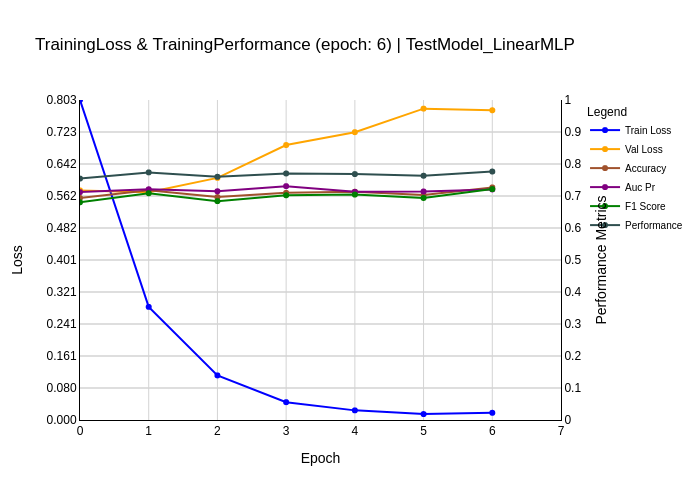 TrainingLoss & TrainingPerformance (epoch: 6) | TestModel_LinearMLP
0.803
0.723
0.642
0.562
0.482
0.401
0.321
0.241
0.161
0.080
0.000
Loss
0 1 2 3 4 5 6 7
Epoch
1
0.9
0.8
0.7
0.6
0.5
0.4
0.3
0.2
0.1
0
Performance Metrics
Legend
Train Loss
Val Loss
Accuracy
Auc Pr
F1 Score
Performance